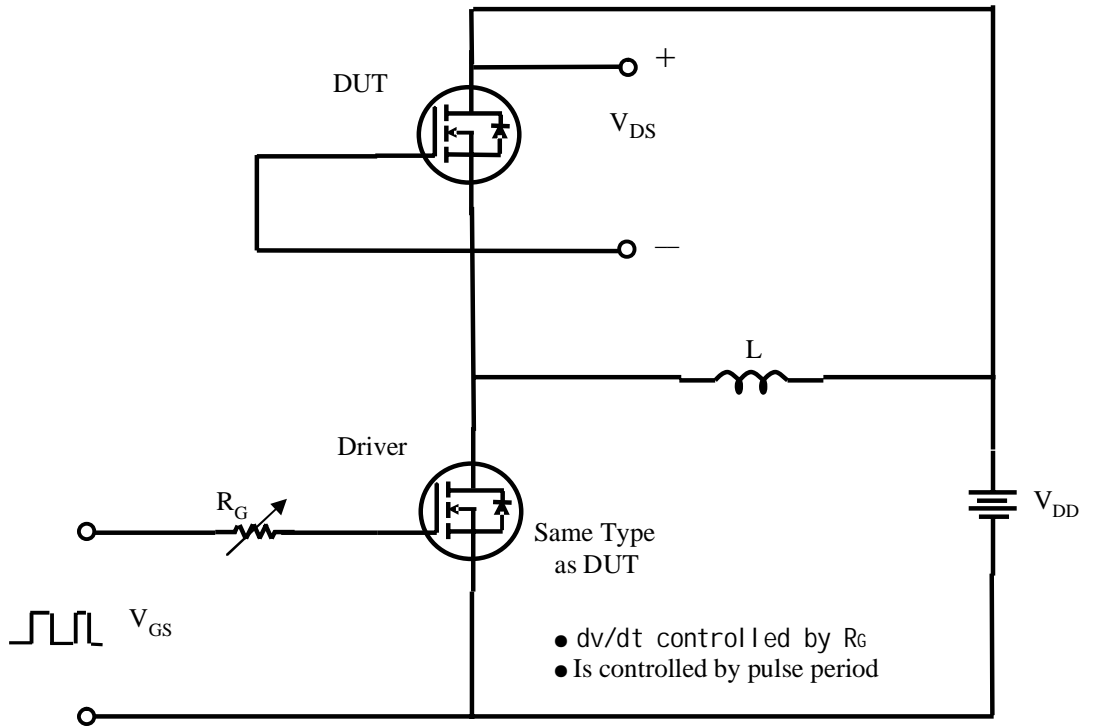 DUT
+
V_DS
—
L
Driver
R_G
V_DD
Same Type
as DUT
V_GS
● dv/dt controlled by RG
● Is controlled by pulse period